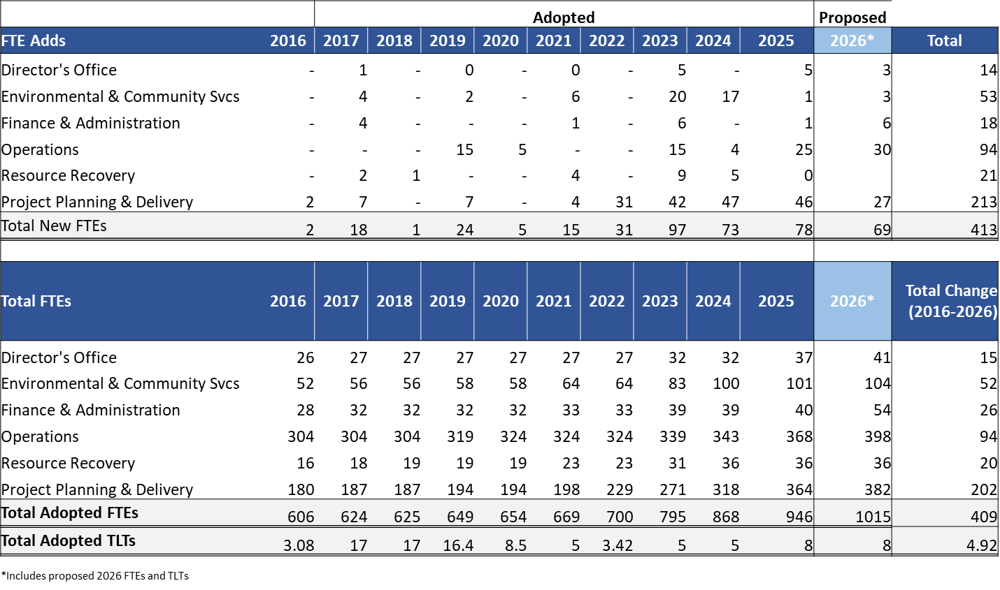 Adopted Proposed
FTE Adds 2016 2017 2018 2019 2020 2021 2022 2023 2024 2025 2026* Total
Director's Office - 1 - 0 - 0 - 5 - 5 3 14
Environmental & Community Svcs - 4 - 2 - 6 - 20 17 1 3 53
Finance & Administration - 4 - - - 1 - 6 - 1 6 18
Operations - - - 15 5 - - 15 4 25 30 94
Resource Recovery - 2 1 - - 4 - 9 5 0 21
Project Planning & Delivery 2 7 - 7 - 4 31 42 47 46 27 213
Total New FTEs 2 18 1 24 5 15 31 97 73 78 69 413
Total FTEs 2016 2017 2018 2019 2020 2021 2022 2023 2024 2025 2026* Total Change
(2016-2026)
Director's Office 26 27 27 27 27 27 27 32 32 37 41 15
Environmental & Community Svcs 52 56 56 58 58 64 64 83 100 101 104 52
Finance & Administration 28 32 32 32 32 33 33 39 39 40 54 26
Operations 304 304 304 319 324 324 324 339 343 368 398 94
Resource Recovery 16 18 19 19 19 23 23 31 36 36 36 20
Project Planning & Delivery 180 187 187 194 194 198 229 271 318 364 382 202
Total Adopted FTEs 606 624 625 649 654 669 700 795 868 946 1015 409
Total Adopted TLTs 3.08 17 17 16.4 8.5 5 3.42 5 5 8 8 4.92
*Includes proposed 2026 FTEs and TLTs